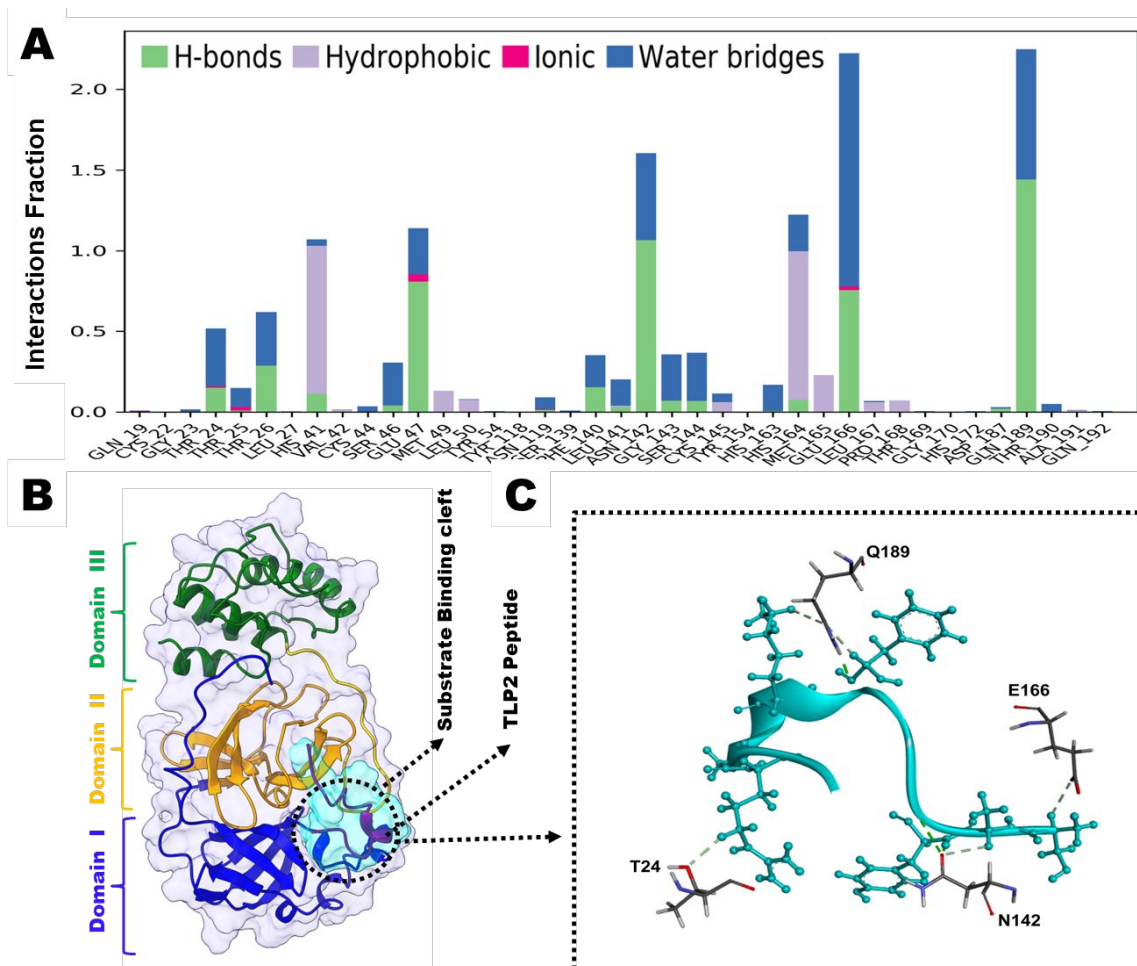 A
H-bonds Hydrophobic Ionic Water bridges
Interactions Fraction
2.0
1.5
1.0
0.5
0.0
GLN_19
CYS_22
GLY_23
THR_24
THR_25
THR_26
LEU_27
HIS_41
VAL_42
CYS_44
SER_46
GLU_47
MET_49
LEU_50
TYR_54
TYR_118
ASN_119
SER_139
PHE_140
LEU_141
ASN_142
GLY_143
SER_144
CYS_145
TYR_154
HIS_163
HIS_164
MET_165
GLU_166
LEU_167
PRO_168
THR_169
GLY_170
HIS_172
ASP_187
GLN_189
THR_190
ALA_191
GLN_192
B
Domain III
Domain II
Domain I
Substrate Binding cleft
TLP2 Peptide
C
Q189
E166
T24
N142